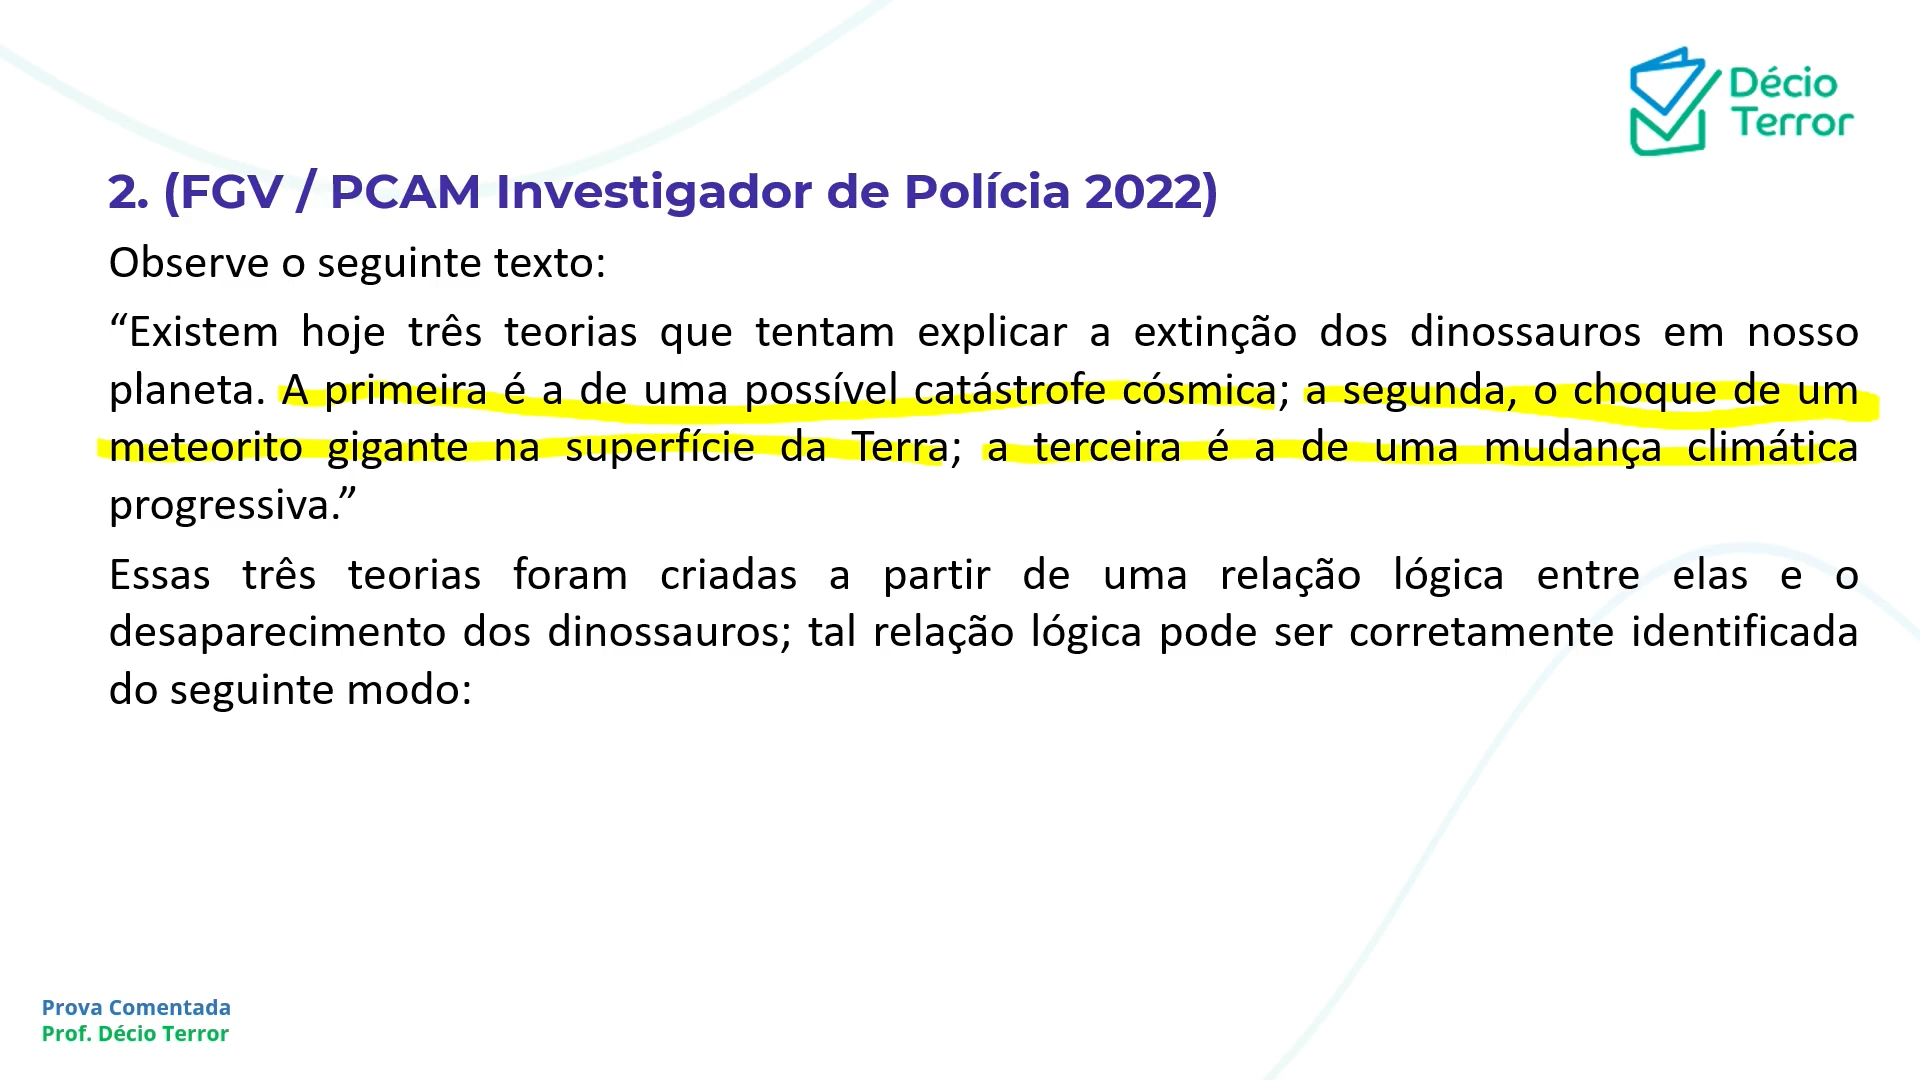 Décio
Terror
2. (FGV / PCAM Investigador de Polícia 2022)
Observe o seguinte texto:
“Existem hoje três teorias que tentam explicar a extinção dos dinossauros em nosso
planeta. A primeira é a de uma possível catástrofe cósmica; a segunda, o choque de um
meteorito gigante na superfície da Terra; a terceira é a de uma mudança climática
progressiva.”
Essas três teorias foram criadas a partir de uma relação lógica entre elas e o
desaparecimento dos dinossauros; tal relação lógica pode ser corretamente identificada
do seguinte modo:
Prova Comentada
Prof. Décio Terror